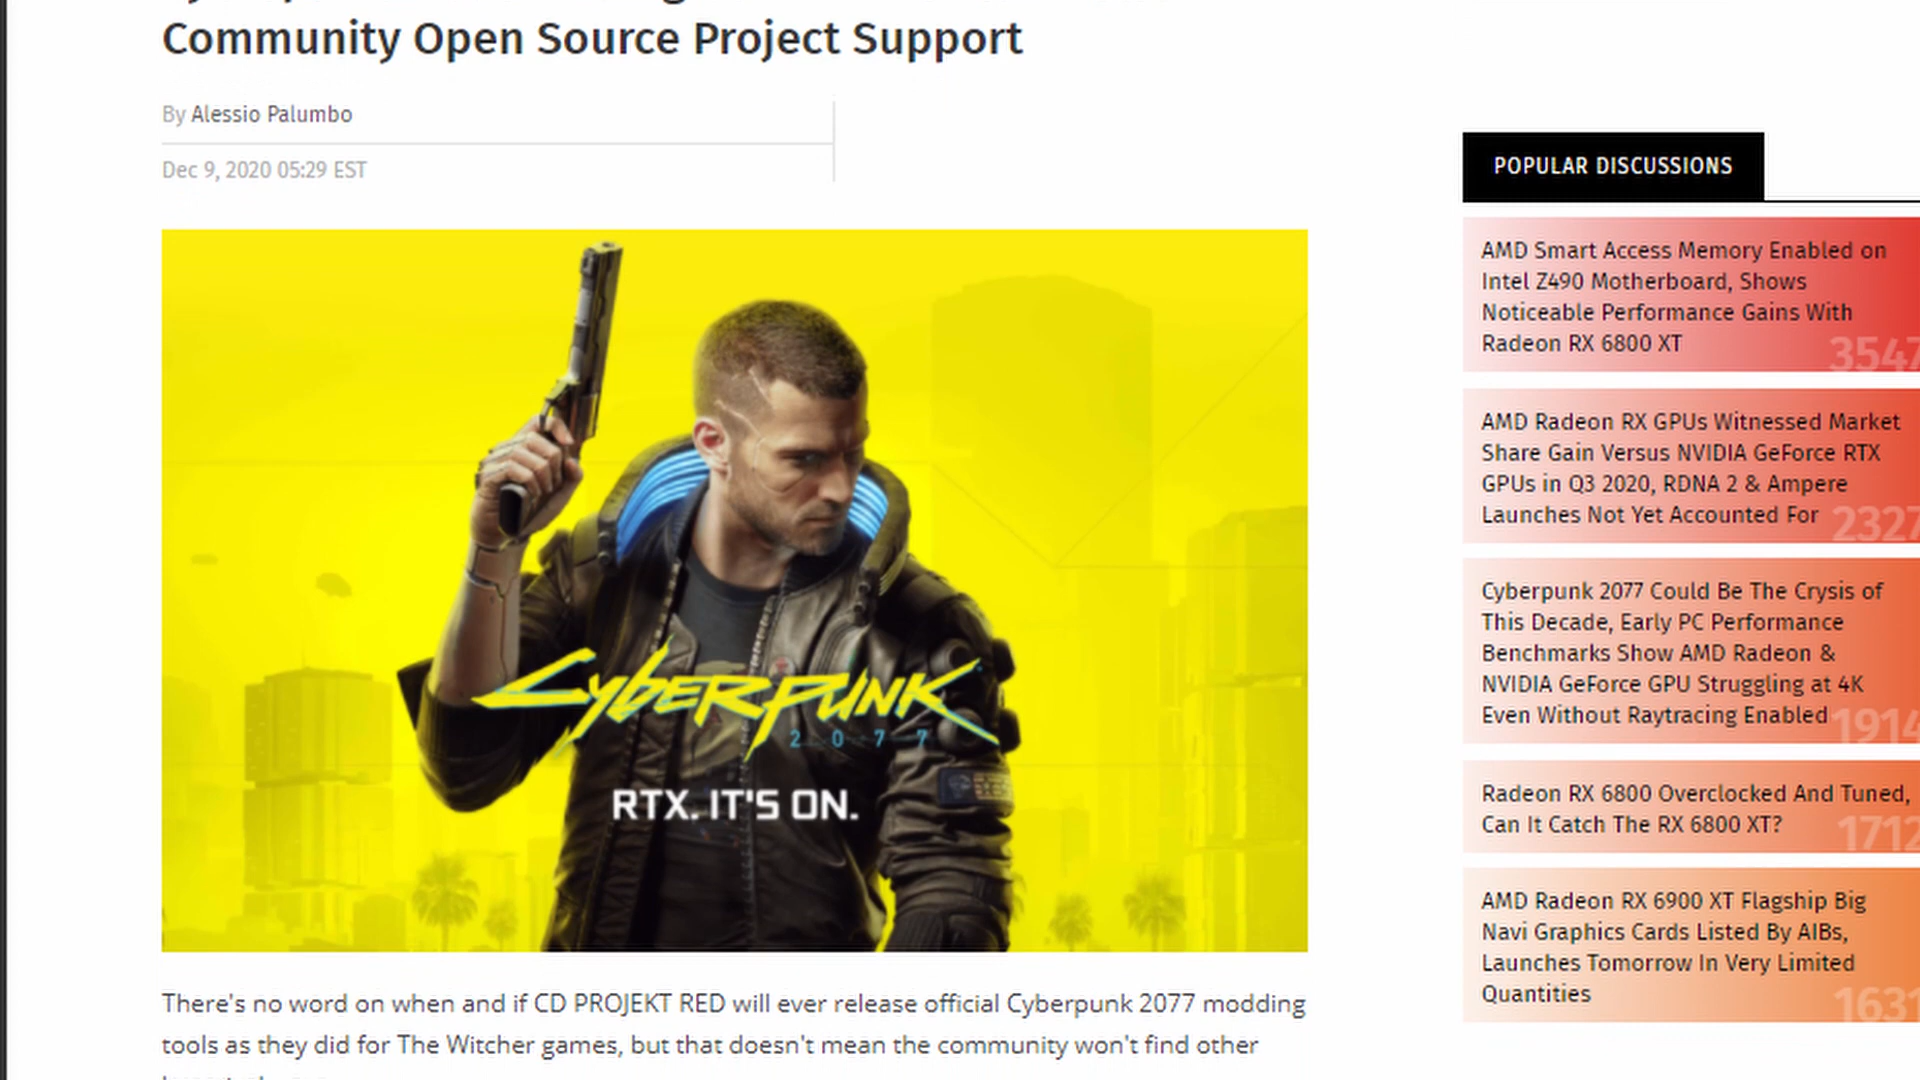 Community Open Source Project Support
By Alessio Palumbo
Dec 9, 2020 05:29 EST
CYBERPUNK
2077
RTX. IT'S ON.
There's no word on when and if CD PROJEKT RED will ever release official Cyberpunk 2077 modding
tools as they did for The Witcher games, but that doesn't mean the community won't find other
POPULAR DISCUSSIONS
AMD Smart Access Memory Enabled on
Intel Z490 Motherboard, Shows
Noticeable Performance Gains With
Radeon RX 6800 XT
3547
AMD Radeon RX GPUs Witnessed Market
Share Gain Versus NVIDIA GeForce RTX
GPUs in Q3 2020, RDNA 2 & Ampere
Launches Not Yet Accounted For
2327
Cyberpunk 2077 Could Be The Crysis of
This Decade, Early PC Performance
Benchmarks Show AMD Radeon &
NVIDIA GeForce GPU Struggling at 4K
Even Without Raytracing Enabled
1914
Radeon RX 6800 Overclocked And Tuned,
Can It Catch The RX 6800 XT?
1712
AMD Radeon RX 6900 XT Flagship Big
Navi Graphics Cards Listed By AIBs,
Launches Tomorrow In Very Limited
Quantities
1631